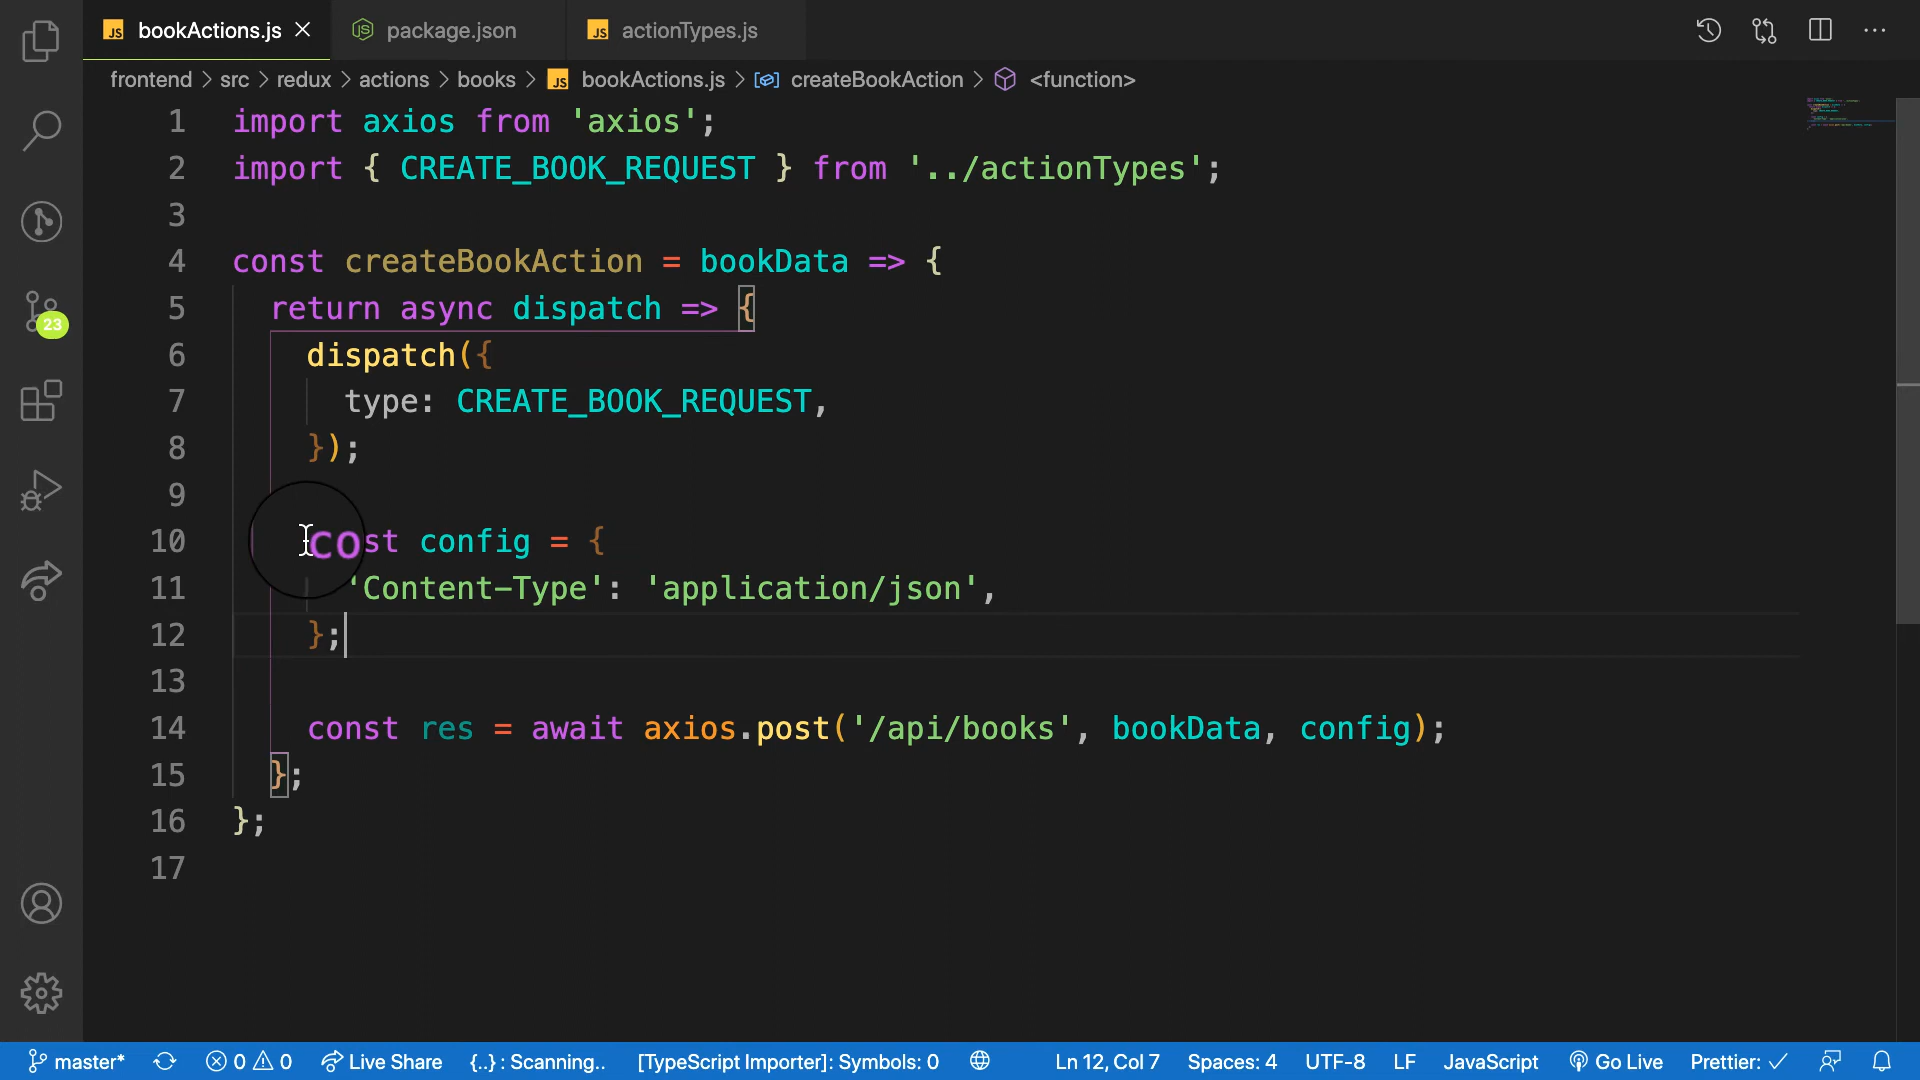 bookActions.js package.json actionTypes.js
frontend > src > redux > actions > books > JS bookActions.js > createBookAction > <function>
1 import axios from 'axios';
2 import { CREATE_BOOK_REQUEST } from '../actionTypes';
3
4 const createBookAction = bookData => {
5 return async dispatch => {
6 dispatch({
7 type: CREATE_BOOK_REQUEST,
8 });
9
10 const config = {
11 'Content-Type': 'application/json',
12 };
13
14 const res = await axios.post('/api/books', bookData, config);
15 };
16 };
17
23
master* 0 0 Live Share {..} : Scanning.. [TypeScript Importer]: Symbols: 0 Ln 12, Col 7 Spaces: 4 UTF-8 LF JavaScript Go Live Prettier: ✓